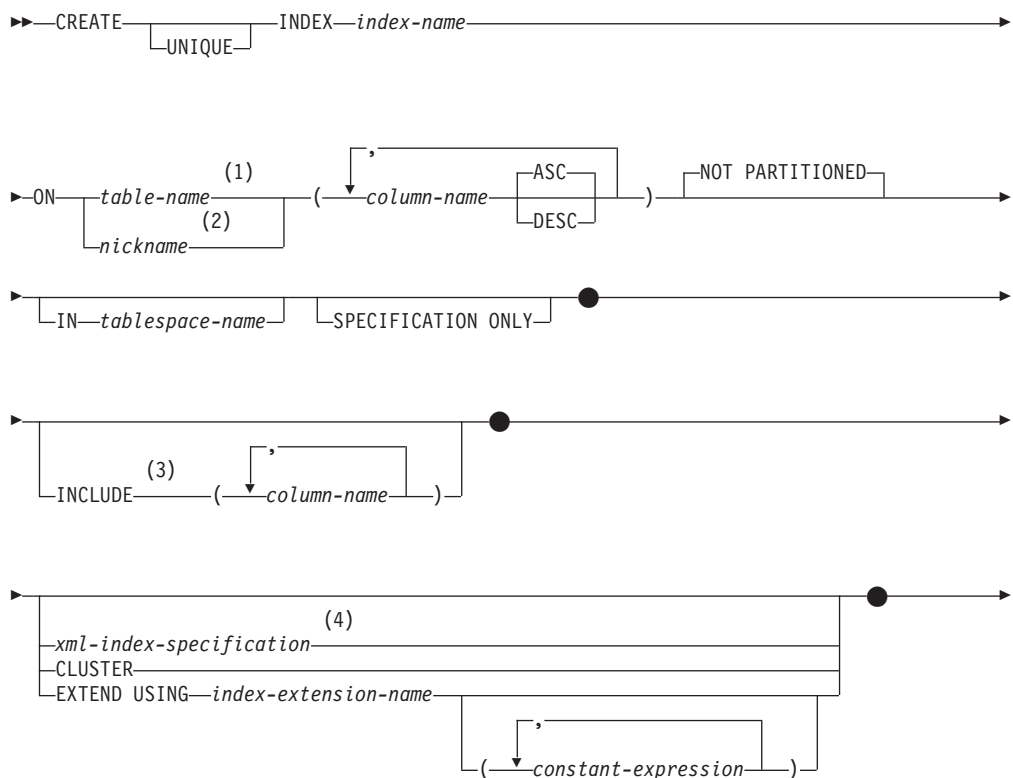 CREATE INDEX index-name
UNIQUE
(1) , ASC NOT PARTITIONED
ON table-name ( column-name )
(2) DESC
nickname
IN tablespace-name SPECIFICATION ONLY
,
(3)
INCLUDE ( column-name )
(4)
xml-index-specification
CLUSTER
EXTEND USING index-extension-name
,
( constant-expression )